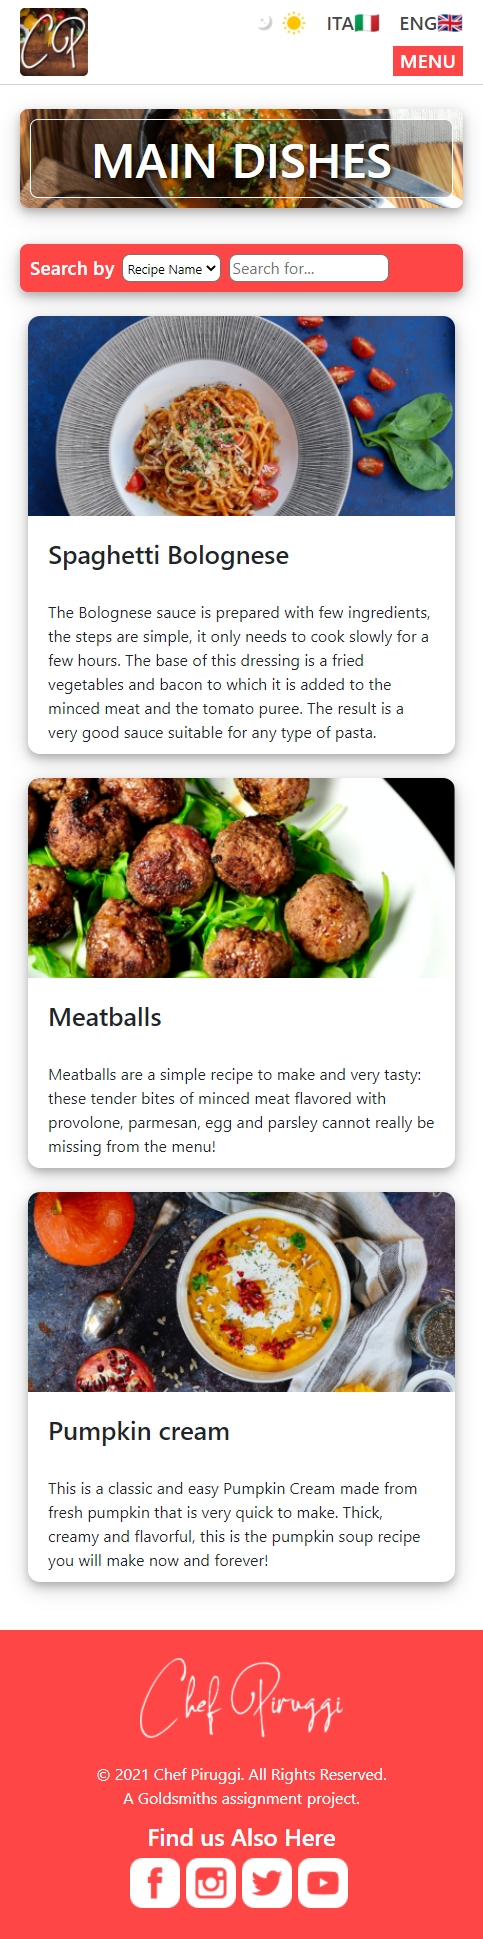 CP
ITA ENG
MENU
MAIN DISHES
Search by Recipe Name Search for...
Spaghetti Bolognese
The Bolognese sauce is prepared with few ingredients,
the steps are simple, it only needs to cook slowly for a
few hours. The base of this dressing is a fried
vegetables and bacon to which it is added to the
minced meat and the tomato puree. The result is a
very good sauce suitable for any type of pasta.
Meatballs
Meatballs are a simple recipe to make and very tasty:
these tender bites of minced meat flavored with
provolone, parmesan, egg and parsley cannot really be
missing from the menu!
Pumpkin cream
This is a classic and easy Pumpkin Cream made from
fresh pumpkin that is very quick to make. Thick,
creamy and flavorful, this is the pumpkin soup recipe
you will make now and forever!
Chef Piruggi
© 2021 Chef Piruggi. All Rights Reserved.
A Goldsmiths assignment project.
Find us Also Here